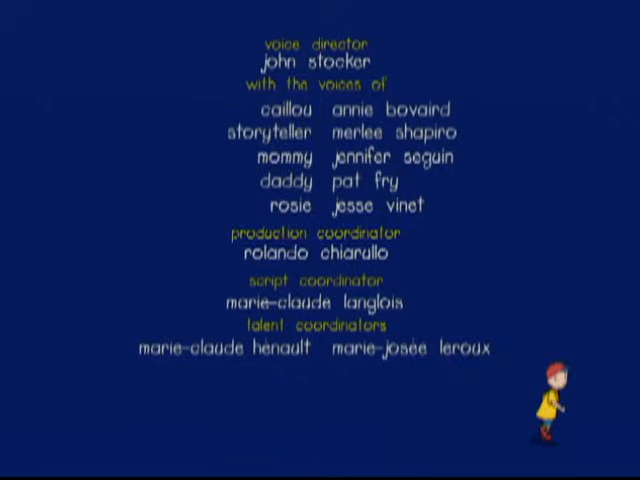 voice director
john stocker
with the voices of
caillou annie bovaird
storyteller merlee shapiro
mommy jennifer seguin
daddy pat fry
rosie jesse vinet
production coordinator
rolando chiarullo
script coordinator
marie-claude langlois
talent coordinators
marie-claude hénault marie-josée leroux